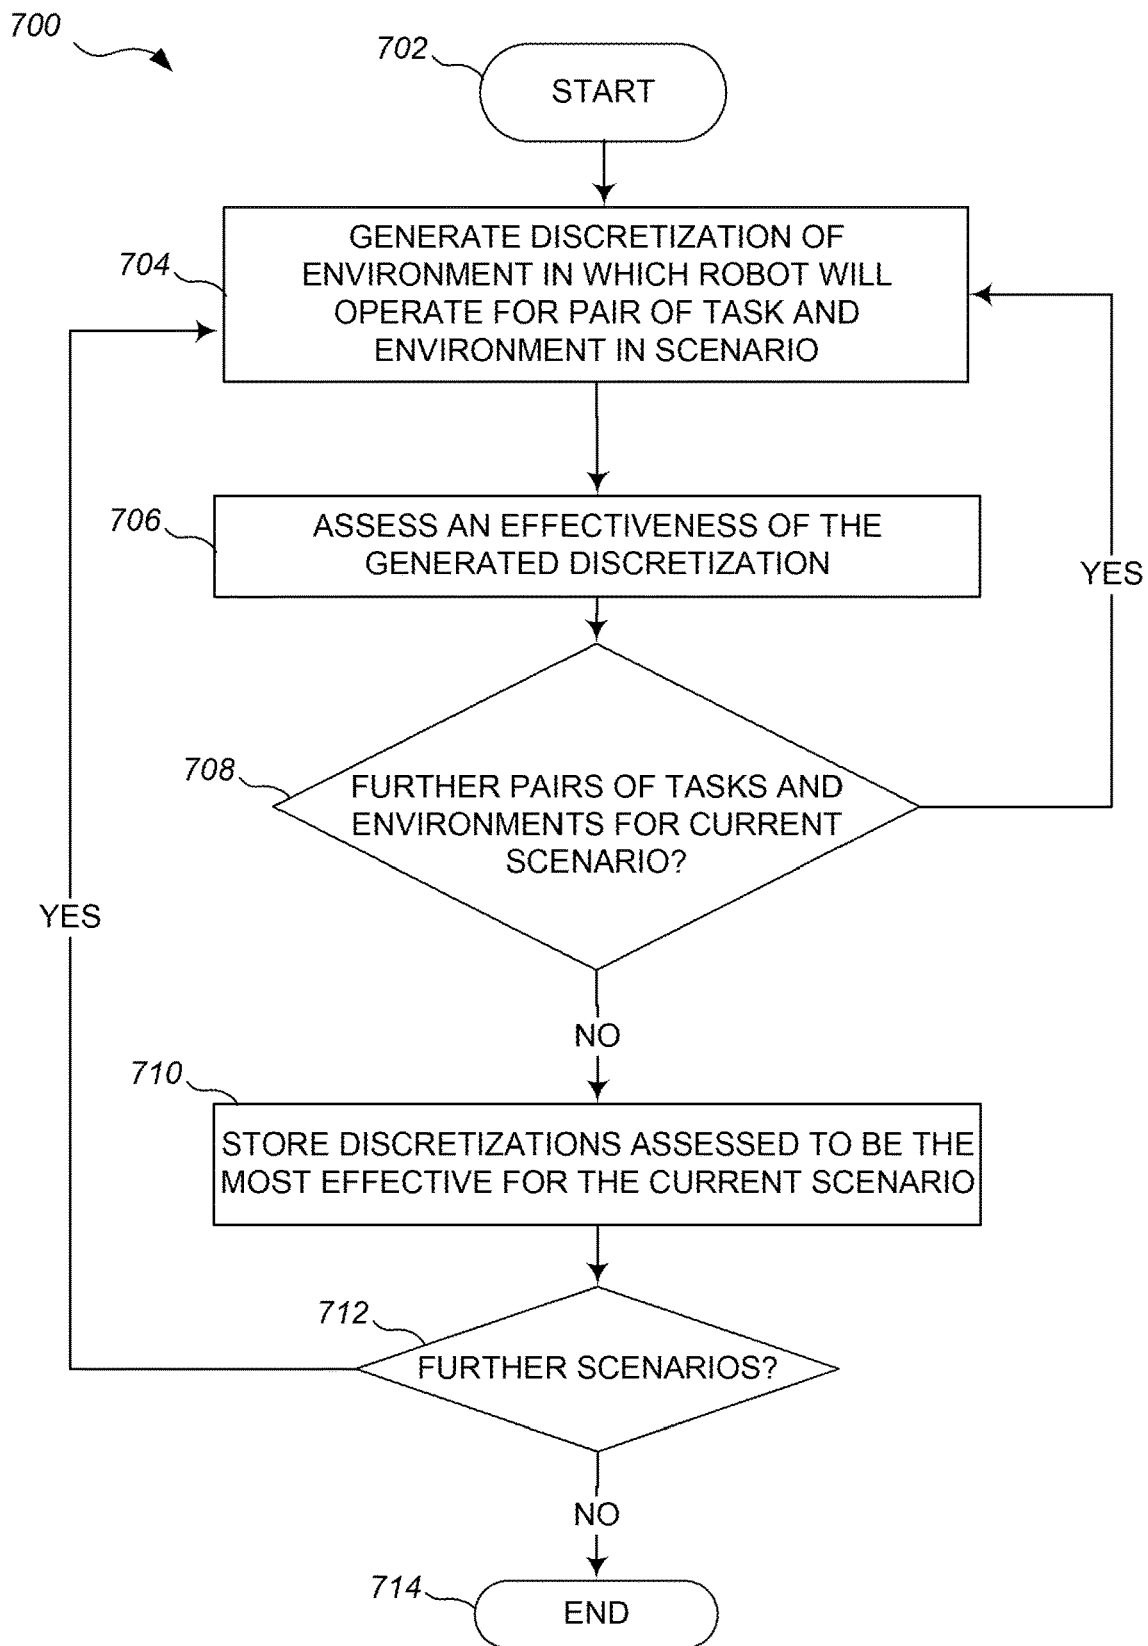 700
702
START
704
GENERATE DISCRETIZATION OF
ENVIRONMENT IN WHICH ROBOT WILL
OPERATE FOR PAIR OF TASK AND
ENVIRONMENT IN SCENARIO
706
ASSESS AN EFFECTIVENESS OF THE
GENERATED DISCRETIZATION
YES
708
FURTHER PAIRS OF TASKS AND
ENVIRONMENTS FOR CURRENT
SCENARIO?
YES
NO
710
STORE DISCRETIZATIONS ASSESSED TO BE THE
MOST EFFECTIVE FOR THE CURRENT SCENARIO
712
FURTHER SCENARIOS?
NO
714
END